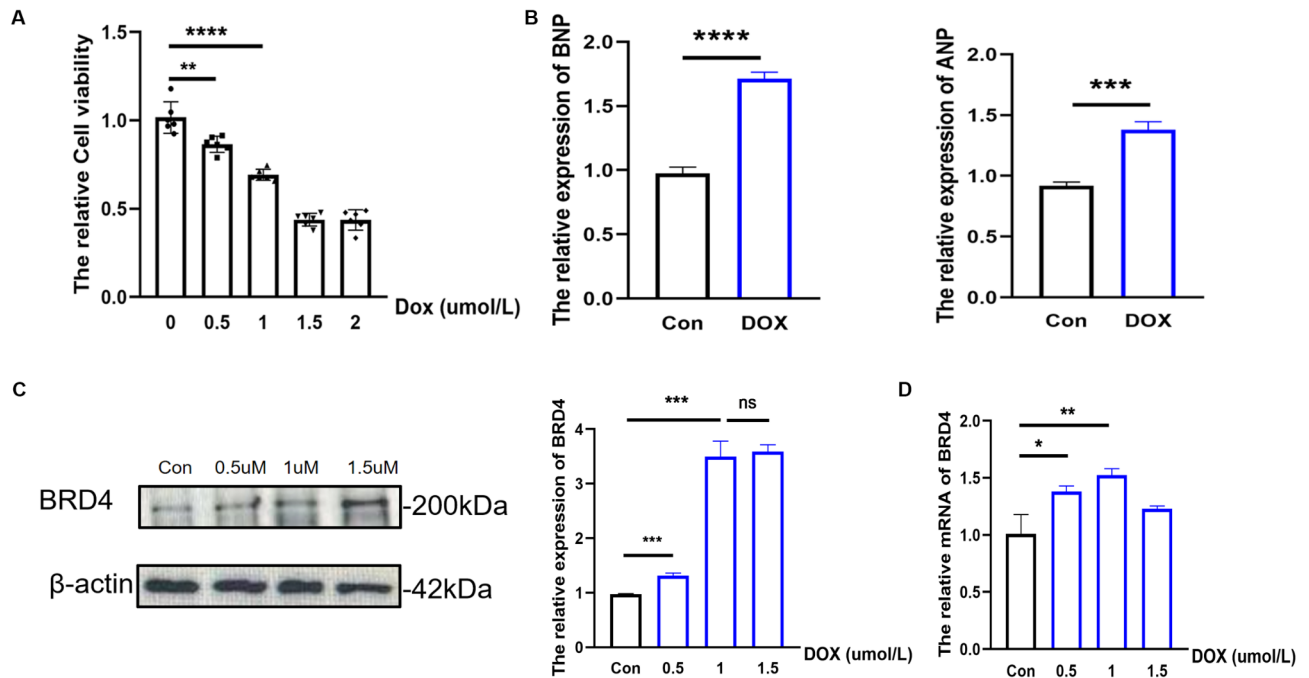 A
The relative Cell viability
1.5
1.0
0.5
0.0
****
**
0
0.5
1
1.5
2
Dox (umol/L)
B
The relative expression of BNP
2.0
1.5
1.0
0.5
0.0
****
Con
DOX
The relative expression of ANP
2.0
1.5
1.0
0.5
0.0
***
Con
DOX
C
Con 0.5uM 1uM 1.5uM
BRD4
-200kDa
β-actin
-42kDa
The relative expression of BRD4
4
3
2
1
0
***
ns
***
Con
0.5
1
1.5
DOX (umol/L)
D
The relative mRNA of BRD4
2.0
1.5
1.0
0.5
0.0
**
*
Con
0.5
1
1.5
DOX (umol/L)